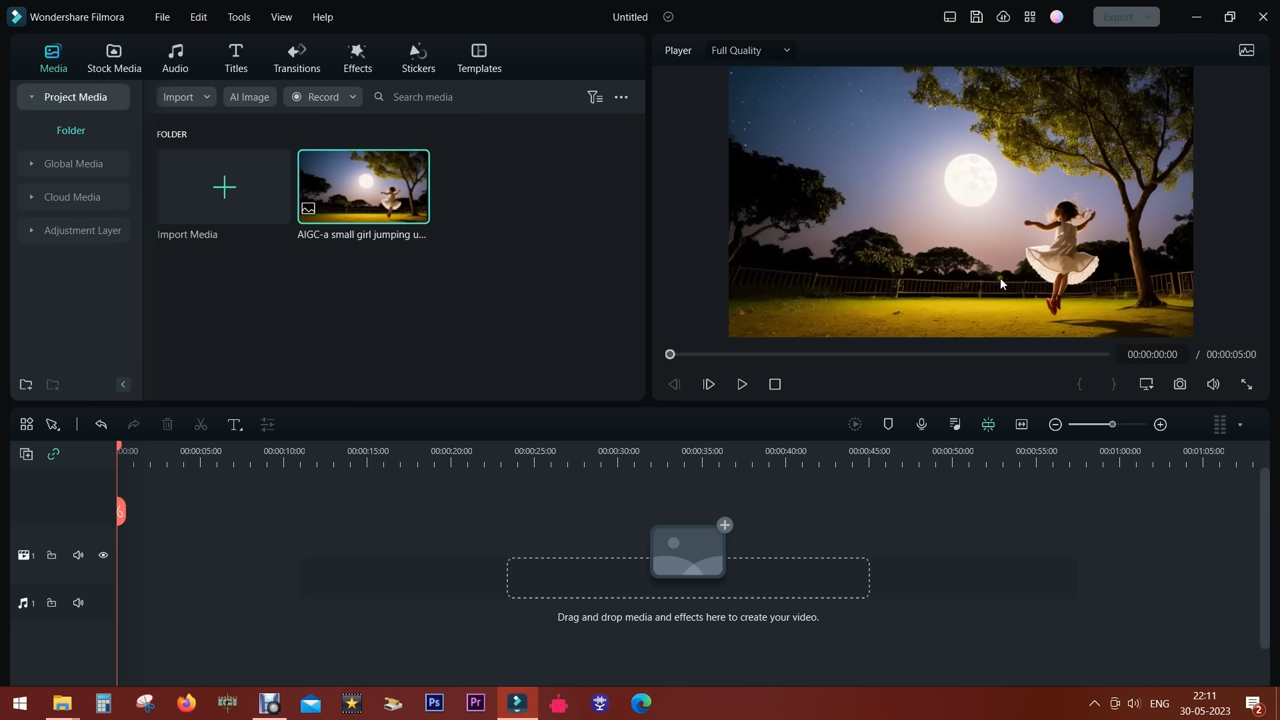 Wondershare Filmora File Edit Tools View Help Untitled Export
Media Stock Media Audio Titles Transitions Effects Stickers Templates
Player Full Quality
Project Media
Import AI Image Record Search media
Folder
Global Media
Cloud Media
Adjustment Layer
FOLDER
Import Media
AIGC-a small girl jumping u...
00:00:00:00 / 00:00:05:00
00:00 00:00:05:00 00:00:10:00 00:00:15:00 00:00:20:00 00:00:25:00 00:00:30:00 00:00:35:00 00:00:40:00 00:00:45:00 00:00:50:00 00:00:55:00 00:01:00:00 00:01:05:00
1
1
Drag and drop media and effects here to create your video.
Ps Pr
ENG
22:11
30-05-2023
2